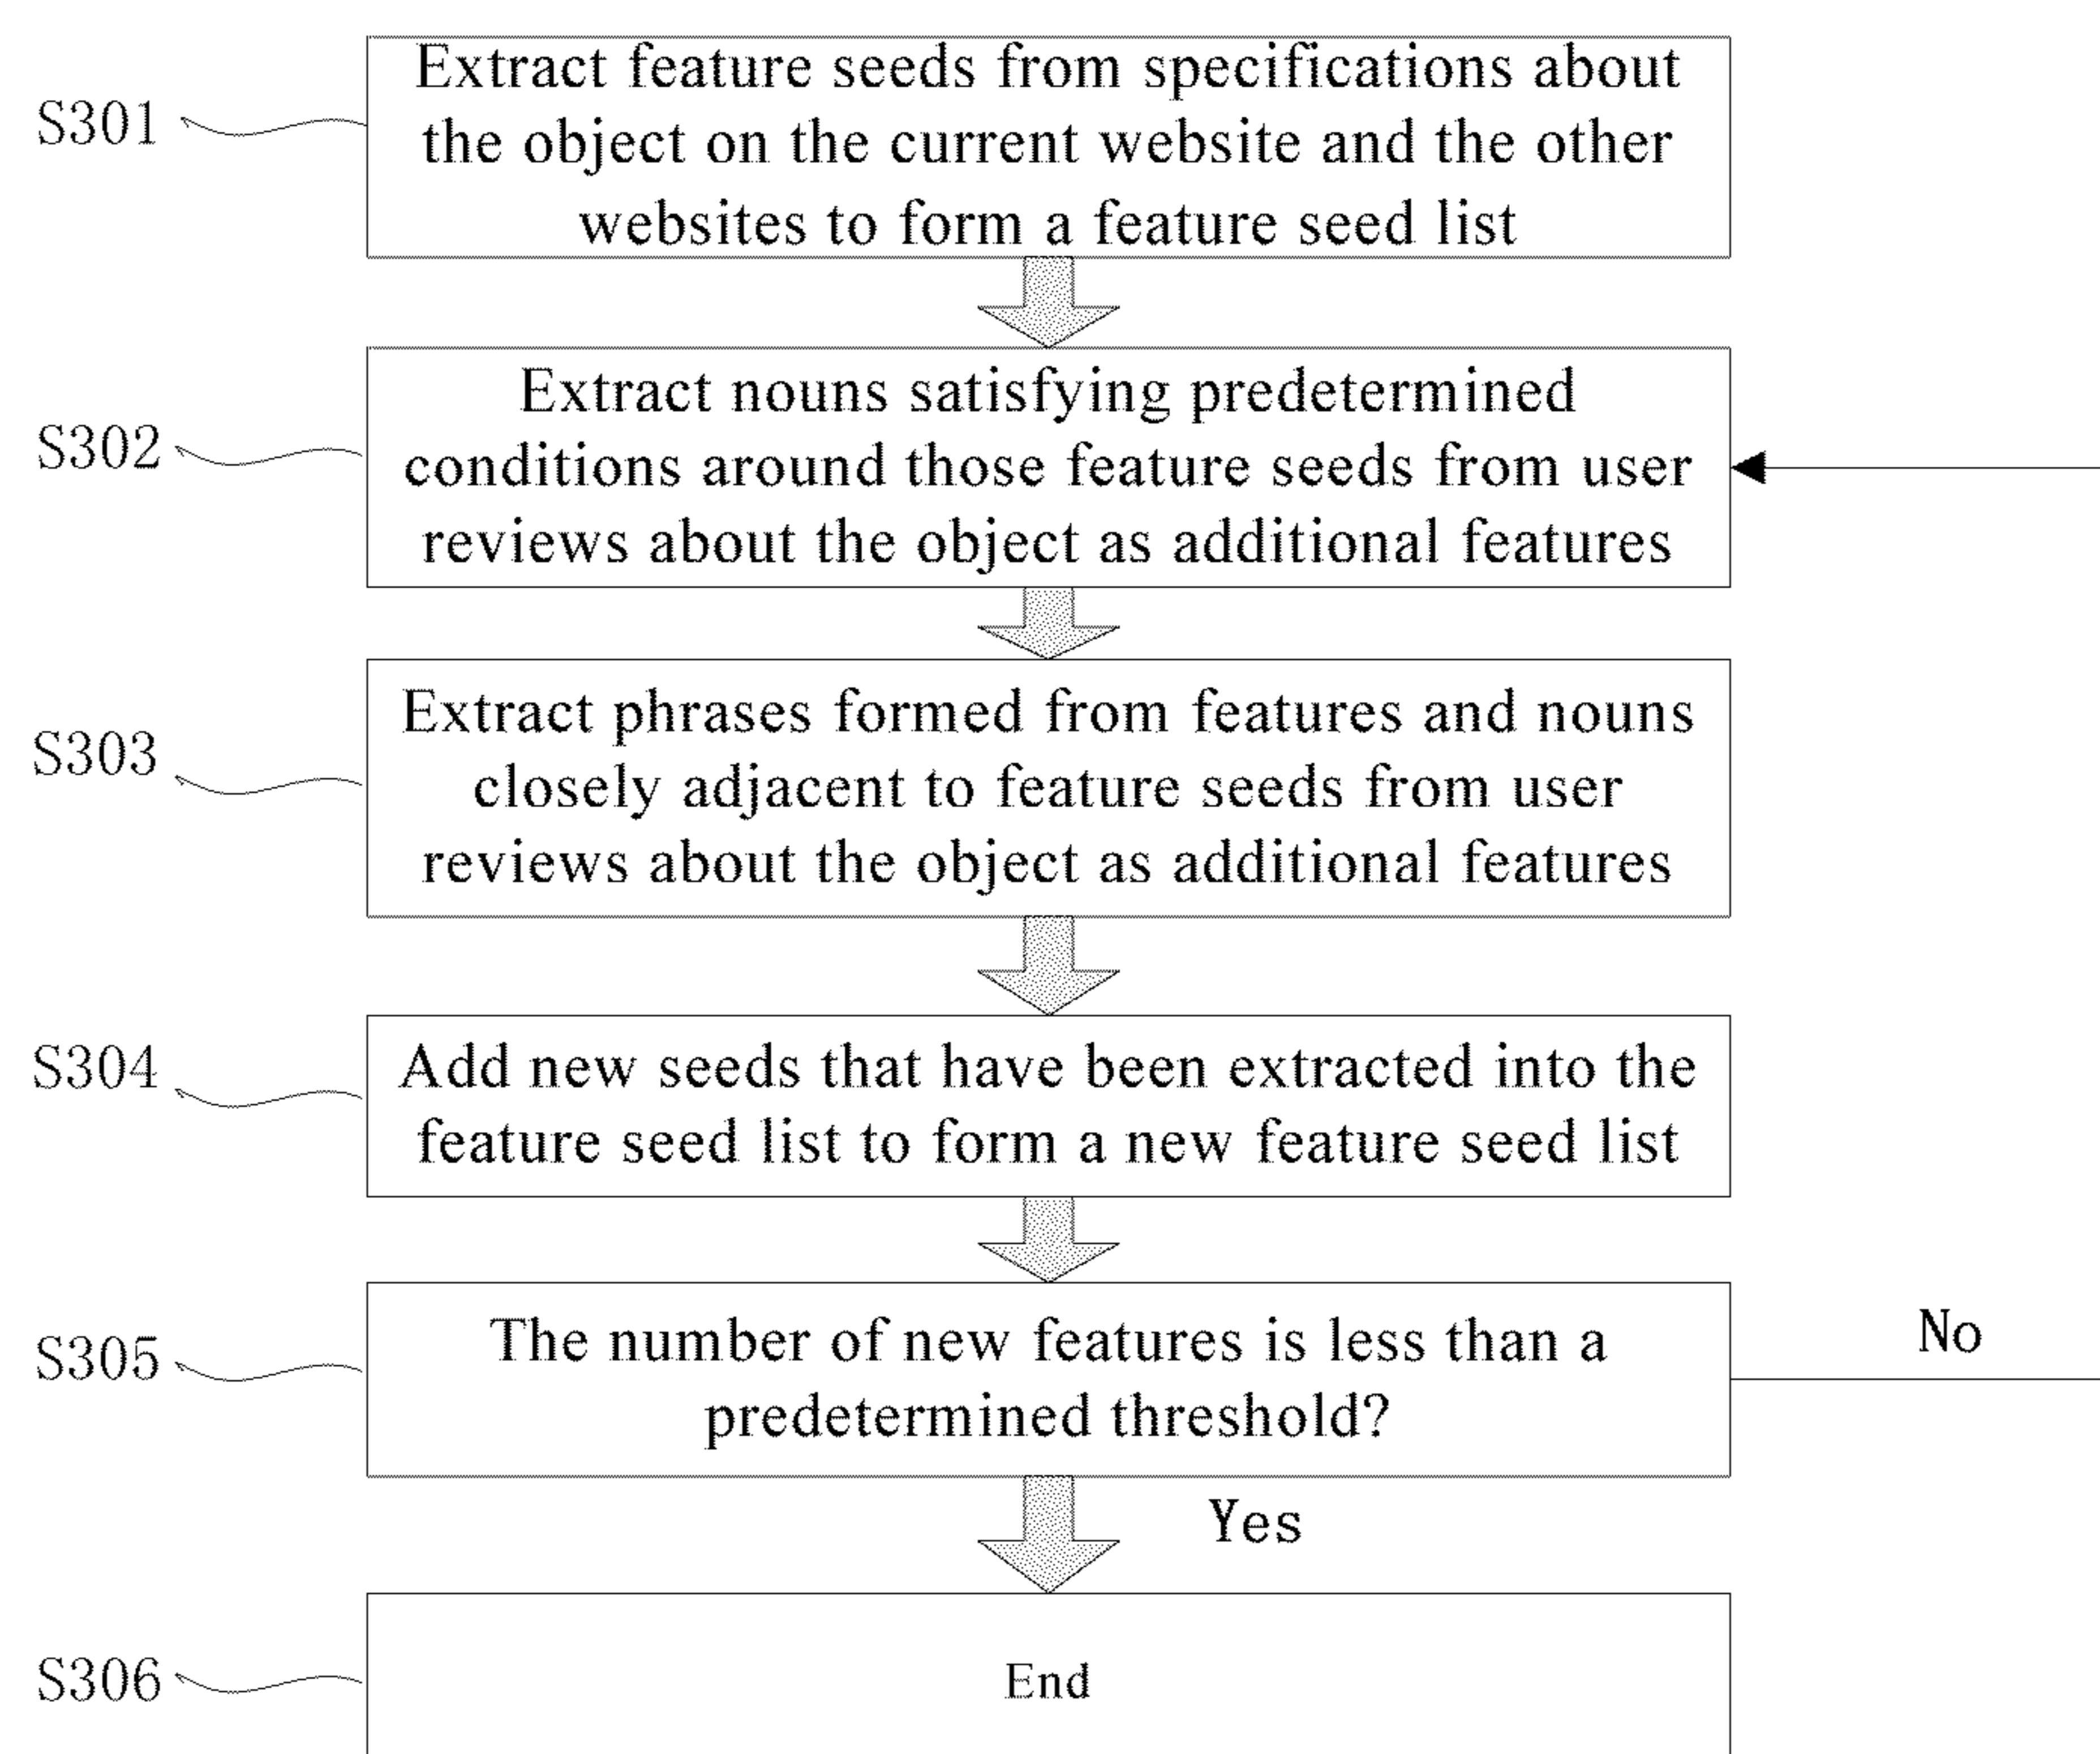 S301
Extract feature seeds from specifications about
the object on the current website and the other
websites to form a feature seed list
S302
Extract nouns satisfying predetermined
conditions around those feature seeds from user
reviews about the object as additional features
S303
Extract phrases formed from features and nouns
closely adjacent to feature seeds from user
reviews about the object as additional features
S304
Add new seeds that have been extracted into the
feature seed list to form a new feature seed list
S305
The number of new features is less than a
predetermined threshold?
No
Yes
S306
End